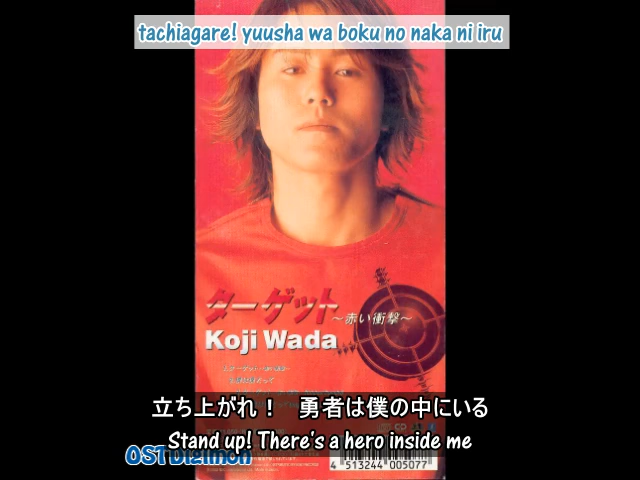 tachiagare! yuusha wa boku no naka ni iru
ターゲット
～赤い衝撃～
Koji Wada
立ち上がれ！ 勇者は僕の中にいる
Stand up! There's a hero inside me
OST Digimon
4 513244 005077